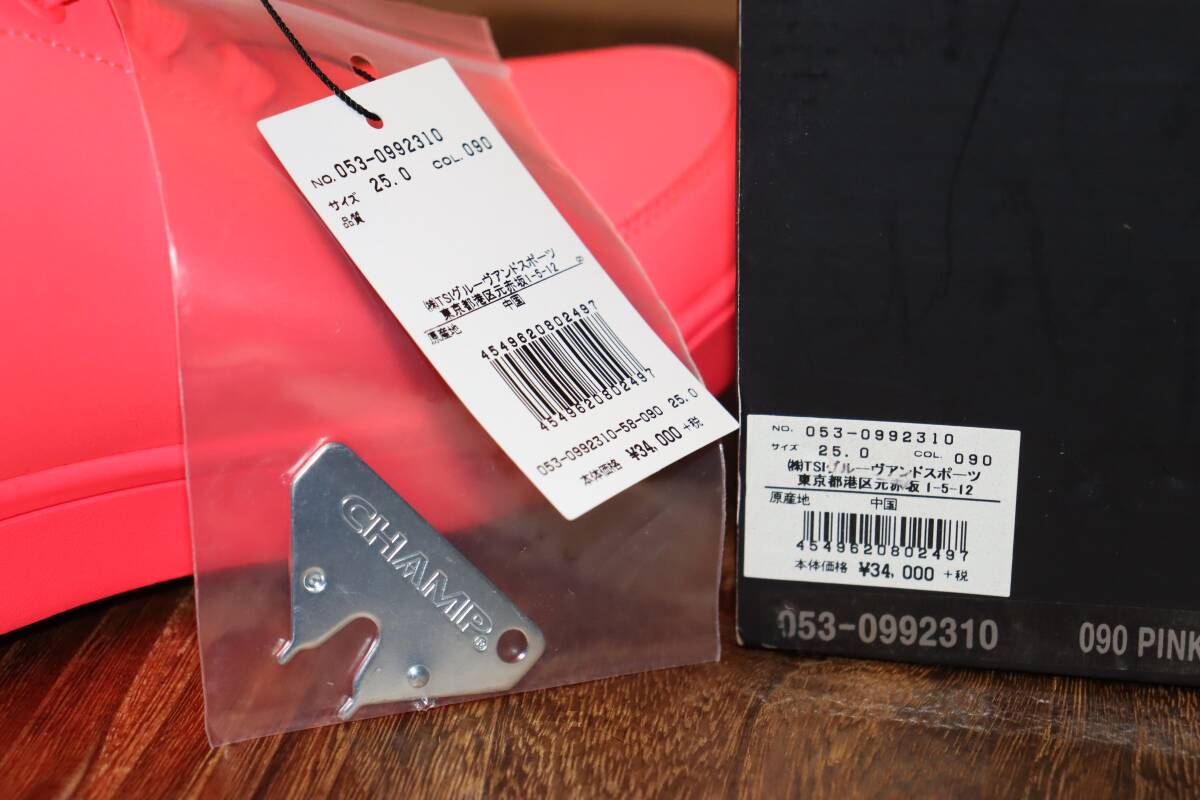 NO. 053-0992310
サイズ 25.0 COL. 090
品質
㈱TSIグルーヴアンドスポーツ
東京都港区元赤坂1-5-12
原産地 中国
4549620802497
4549620802497
053-0992310-58-090 25.0
本体価格 ¥34,000 +税
CHAMP®
NO. 053-0992310
サイズ 25.0 COL. 090
㈱TSIグルーヴアンドスポーツ
東京都港区元赤坂1-5-12
原産地 中国
4549620802497
本体価格 ¥34,000 +税
053-0992310 090 PINK